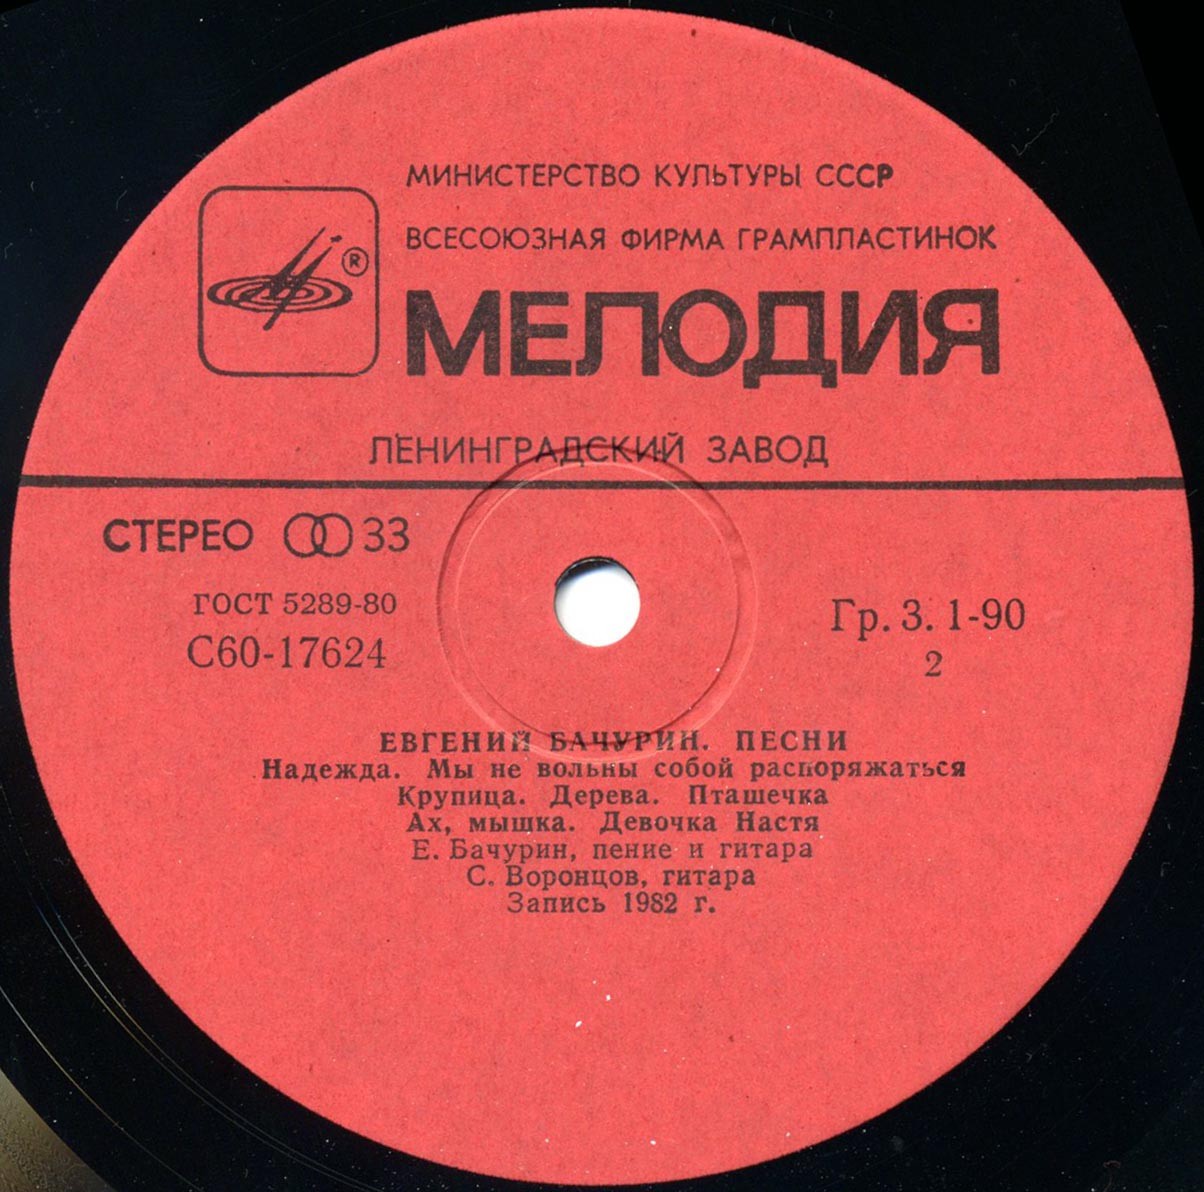 МИНИСТЕРСТВО КУЛЬТУРЫ СССР
ВСЕСОЮЗНАЯ ФИРМА ГРАМПЛАСТИНОК
®
МЕЛОДИЯ
ЛЕНИНГРАДСКИЙ ЗАВОД
СТЕРЕО 33
ГОСТ 5289-80
С60-17624
Гр. 3. 1-90
2
ЕВГЕНИЙ БАЧУРИН. ПЕСНИ
Надежда. Мы не вольны собой распоряжаться
Крупица. Дерева. Пташечка
Ах, мышка. Девочка Настя
Е. Бачурин, пение и гитара
С. Воронцов, гитара
Запись 1982 г.